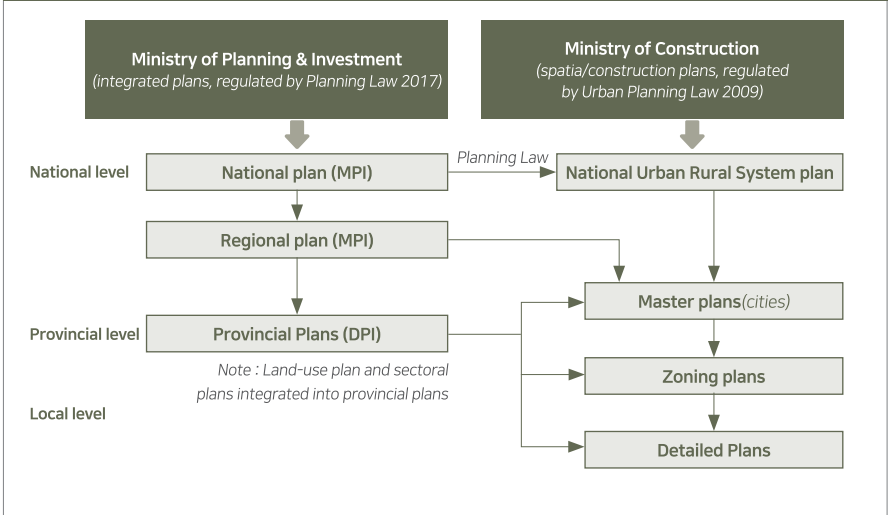 Ministry of Planning & Investment
(integrated plans, regulated by Planning Law 2017)
Ministry of Construction
(spatia/construction plans, regulated
by Urban Planning Law 2009)
National level
National plan (MPI)
Planning Law
National Urban Rural System plan
Regional plan (MPI)
Master plans(cities)
Provincial level
Provincial Plans (DPI)
Note : Land-use plan and sectoral
plans integrated into provincial plans
Zoning plans
Local level
Detailed Plans